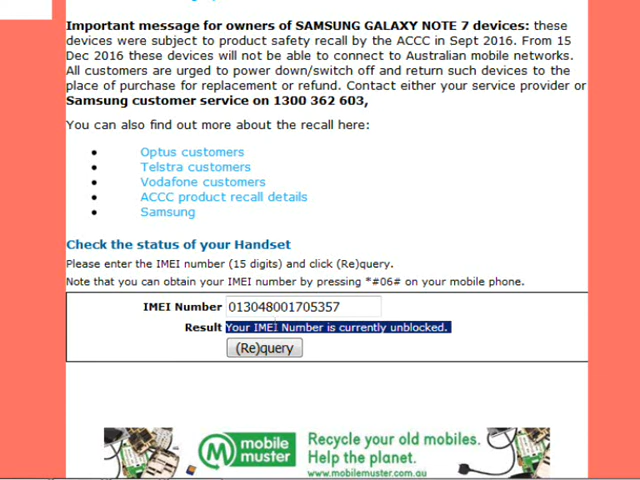 Important message for owners of SAMSUNG GALAXY NOTE 7 devices: these
devices were subject to product safety recall by the ACCC in Sept 2016. From 15
Dec 2016 these devices will not be able to connect to Australian mobile networks.
All customers are urged to power down/switch off and return such devices to the
place of purchase for replacement or refund. Contact either your service provider or
Samsung customer service on 1300 362 603,
You can also find out more about the recall here:
Optus customers
Telstra customers
Vodafone customers
ACCC product recall details
Samsung
Check the status of your Handset
Please enter the IMEI number (15 digits) and click (Re)query.
Note that you can obtain your IMEI number by pressing *#06# on your mobile phone.
IMEI Number 013048001705357
Result Your IMEI Number is currently unblocked.
(Re)query
mobile muster
Recycle your old mobiles.
Help the planet.
www.mobilemuster.com.au